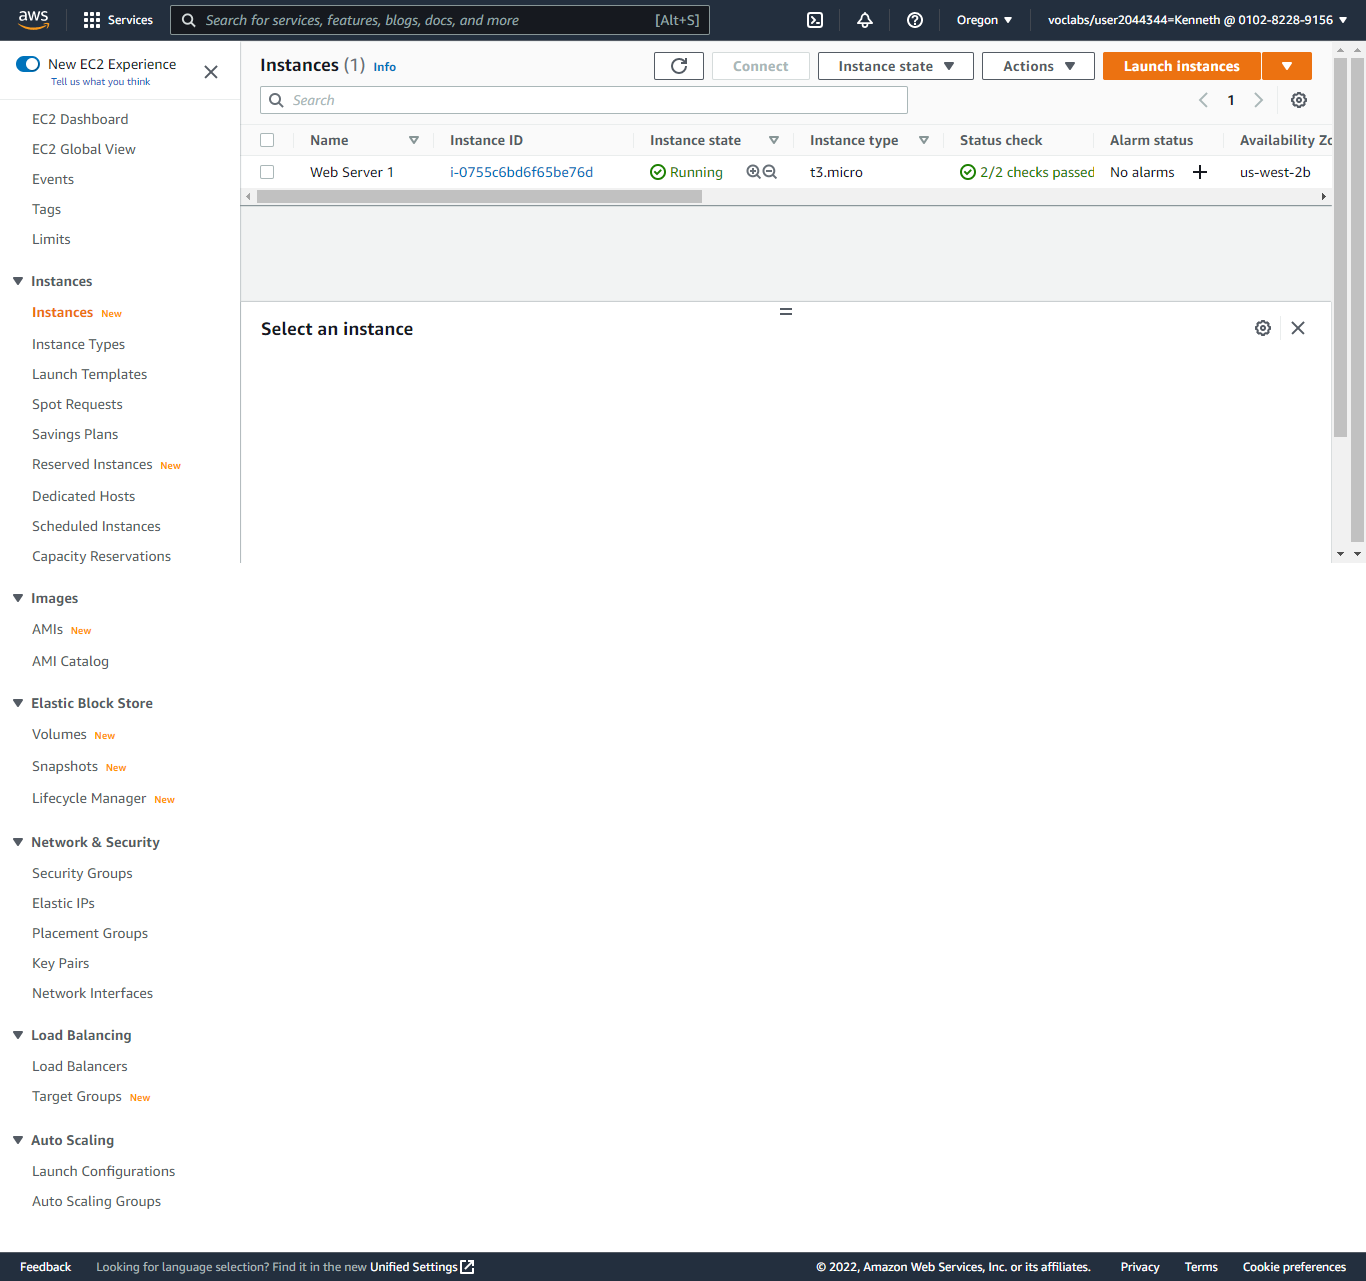 aws
Services
Search for services, features, blogs, docs, and more
[Alt+S]
Oregon
voclabs/user2044344=Kenneth @ 0102-8228-9156
New EC2 Experience
Tell us what you think
EC2 Dashboard
EC2 Global View
Events
Tags
Limits
Instances
Instances New
Instance Types
Launch Templates
Spot Requests
Savings Plans
Reserved Instances New
Dedicated Hosts
Scheduled Instances
Capacity Reservations
Images
AMIs New
AMI Catalog
Elastic Block Store
Volumes New
Snapshots New
Lifecycle Manager New
Network & Security
Security Groups
Elastic IPs
Placement Groups
Key Pairs
Network Interfaces
Load Balancing
Load Balancers
Target Groups New
Auto Scaling
Launch Configurations
Auto Scaling Groups
Instances (1) Info
Connect
Instance state
Actions
Launch instances
Search
1
Name Instance ID Instance state Instance type Status check Alarm status Availability Zo
Web Server 1 i-0755c6bd6f65be76d Running t3.micro 2/2 checks passed No alarms us-west-2b
Select an instance
Feedback Looking for language selection? Find it in the new Unified Settings
© 2022, Amazon Web Services, Inc. or its affiliates. Privacy Terms Cookie preferences